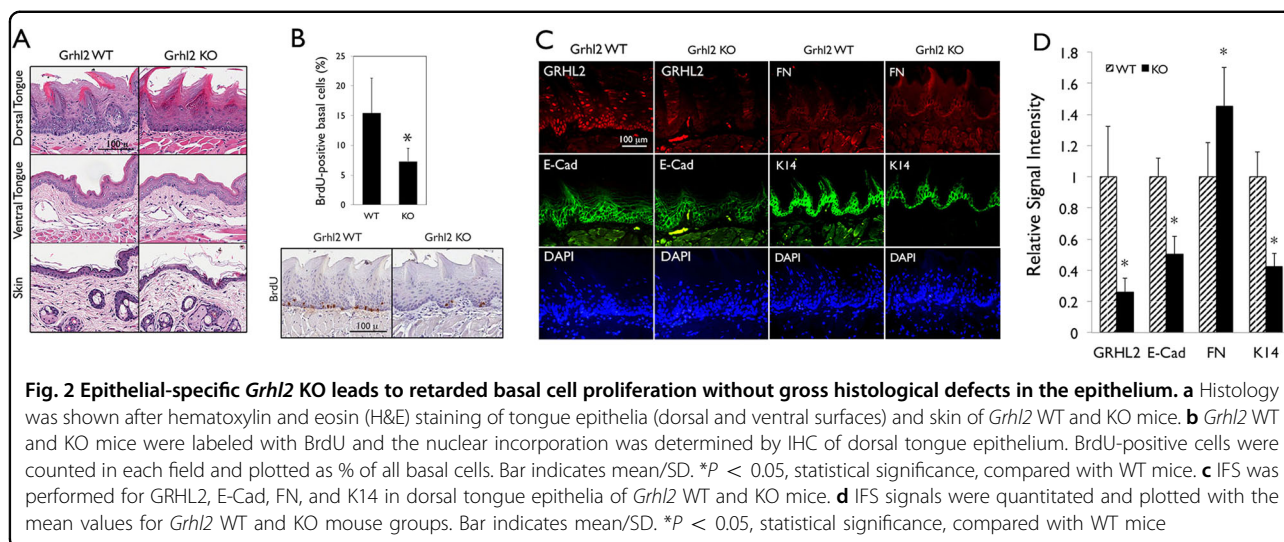 A
Grhl2 WT
Grhl2 KO
Dorsal Tongue
100 μ
Ventral Tongue
Skin
B
BrdU-positive basal cells (%)
25
20
15
10
5
0
*
WT
KO
Grhl2 WT
Grhl2 KO
BrdU
100 μ
C
Grhl2 WT
Grhl2 KO
Grhl2 WT
Grhl2 KO
GRHL2
GRHL2
FN
FN
100 μm
E-Cad
E-Cad
K14
K14
DAPI
DAPI
DAPI
DAPI
D
Relative Signal Intensity
1.8
1.6
1.4
1.2
1
0.8
0.6
0.4
0.2
0
WT
KO
*
*
*
*
GRHL2
E-Cad
FN
K14
Fig. 2 Epithelial-specific Grhl2 KO leads to retarded basal cell proliferation without gross histological defects in the epithelium. a Histology
was shown after hematoxylin and eosin (H&E) staining of tongue epithelia (dorsal and ventral surfaces) and skin of Grhl2 WT and KO mice. b Grhl2 WT
and KO mice were labeled with BrdU and the nuclear incorporation was determined by IHC of dorsal tongue epithelium. BrdU-positive cells were
counted in each field and plotted as % of all basal cells. Bar indicates mean/SD. *P < 0.05, statistical significance, compared with WT mice. c IFS was
performed for GRHL2, E-Cad, FN, and K14 in dorsal tongue epithelia of Grhl2 WT and KO mice. d IFS signals were quantitated and plotted with the
mean values for Grhl2 WT and KO mouse groups. Bar indicates mean/SD. *P < 0.05, statistical significance, compared with WT mice